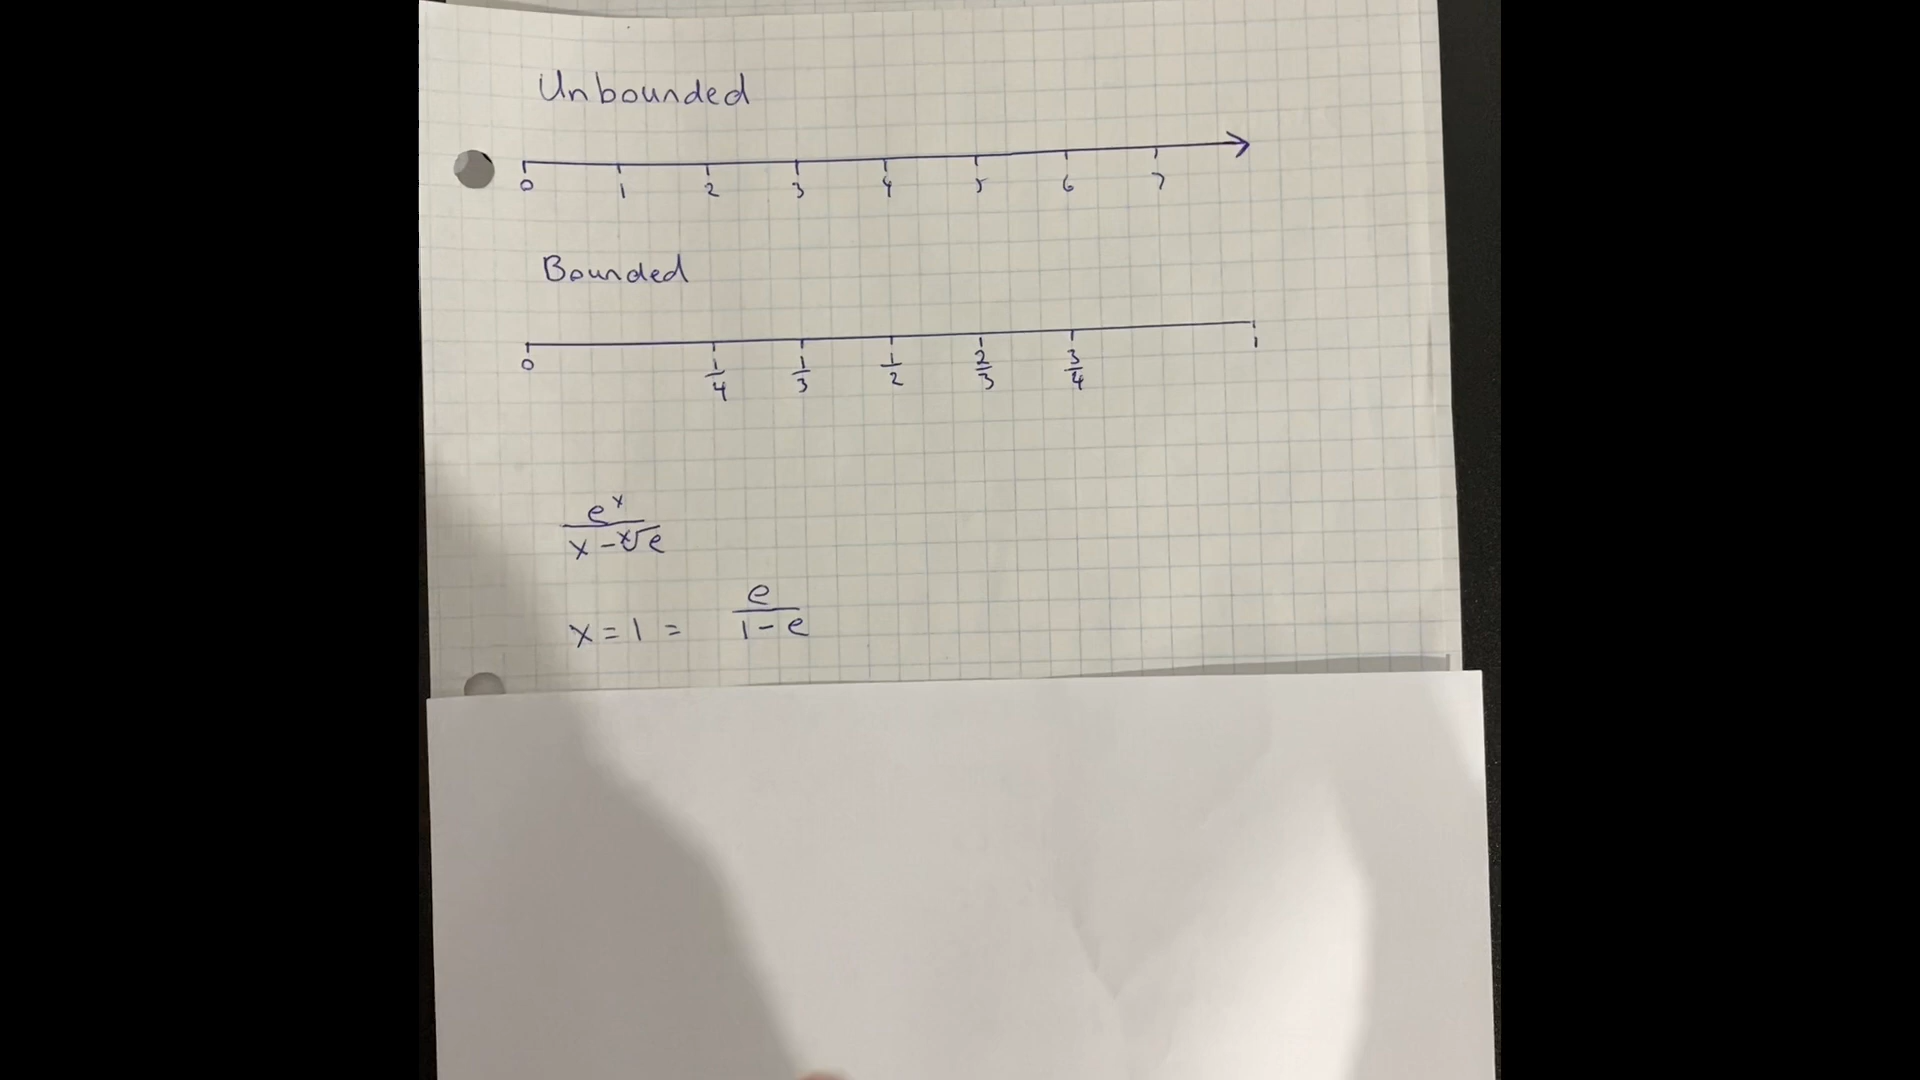 Unbounded
0 1 2 3 4 5 6 7
Bounded
0 1/4 1/3 1/2 2/3 3/4 1
e^x / (x - ˣ√e)
x = 1 = e / (1 - e)